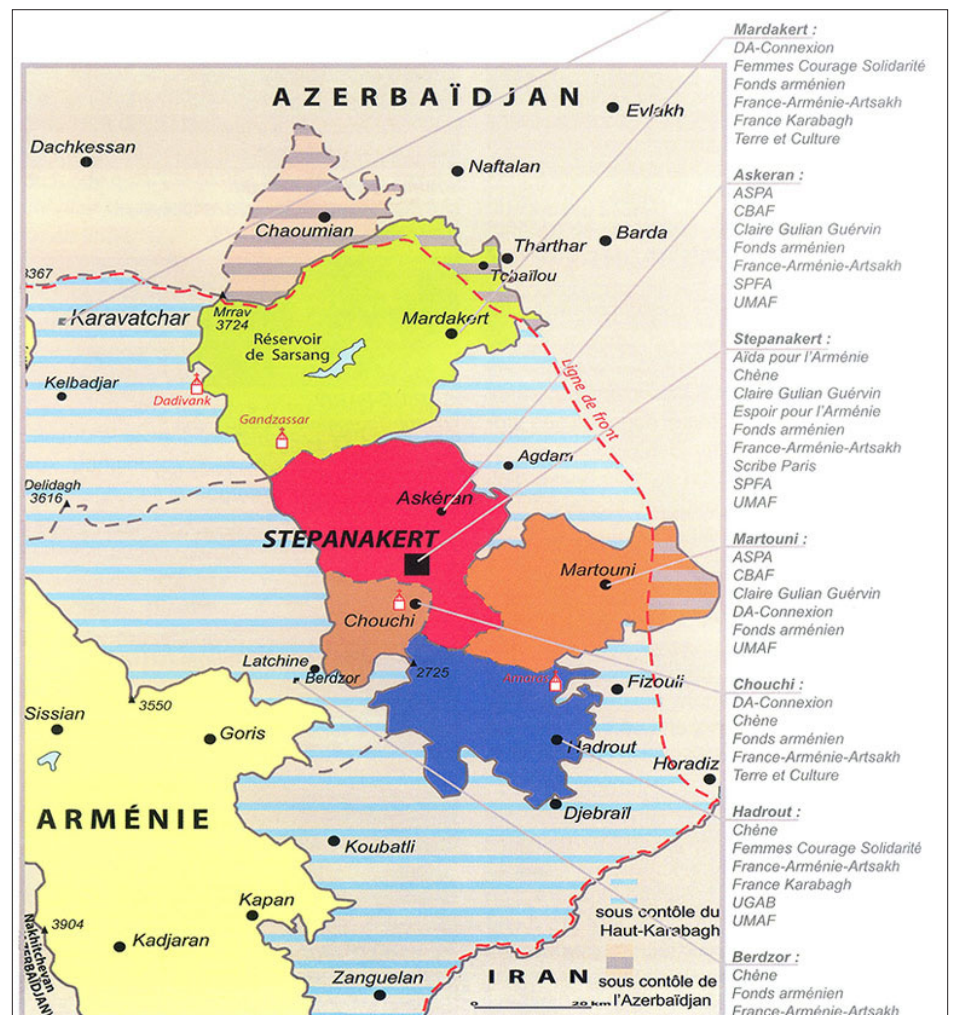 AZERBAÏDJAN
Evlakh
Dachkessan
Naftalan
Chaoumian
Tharthar
Barda
Tchaïlou
3367
Karavatchar
Mrrav
3724
Mardakert
Réservoir
de Sarsang
Kelbadjar
Dadivank
Gandzassar
Ligne de front
Agdam
Delidagh
3616
Askéran
STEPANAKERT
Martouni
Chouchi
Latchine
Berdzor
2725
Amaras
Fizouli
3550
Sissian
Goris
Hadrout
Horadiz
Djebraïl
ARMÉNIE
Koubatli
Kapan
3904
Kadjaran
Nakhitchevan
Zanguelan
IRAN
20 km
0
sous contôle du
Haut-Karabagh
sous contôle de
l'Azerbaïdjan
Mardakert :
DA-Connexion
Femmes Courage Solidarité
Fonds arménien
France-Arménie-Artsakh
France Karabagh
Terre et Culture
Askeran :
ASPA
CBAF
Claire Gulian Guérvin
Fonds arménien
France-Arménie-Artsakh
SPFA
UMAF
Stepanakert :
Aïda pour l'Arménie
Chêne
Claire Gulian Guérvin
Espoir pour l'Arménie
Fonds arménien
France-Arménie-Artsakh
Scribe Paris
SPFA
UMAF
Martouni :
ASPA
CBAF
Claire Gulian Guérvin
DA-Connexion
Fonds arménien
UMAF
Chouchi :
DA-Connexion
Chène
Fonds arménien
France-Arménie-Artsakh
Terre et Culture
Hadrout :
Chêne
Femmes Courage Solidarité
France-Arménie-Artsakh
France Karabagh
UGAB
UMAF
Berdzor :
Chêne
Fonds arménien
France-Arménie-Artsakh